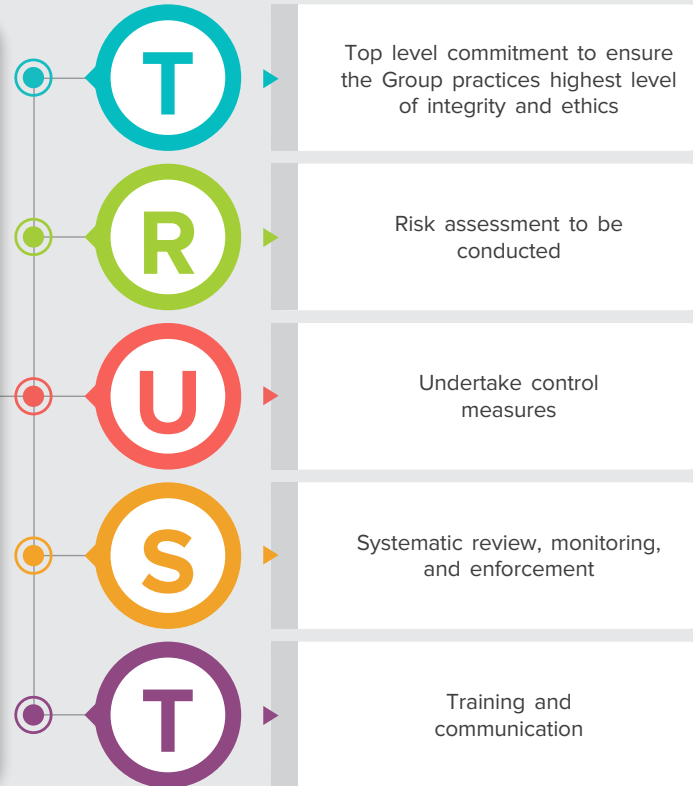 T
Top level commitment to ensure
the Group practices highest level
of integrity and ethics
R
Risk assessment to be
conducted
U
Undertake control
measures
S
Systematic review, monitoring,
and enforcement
T
Training and
communication